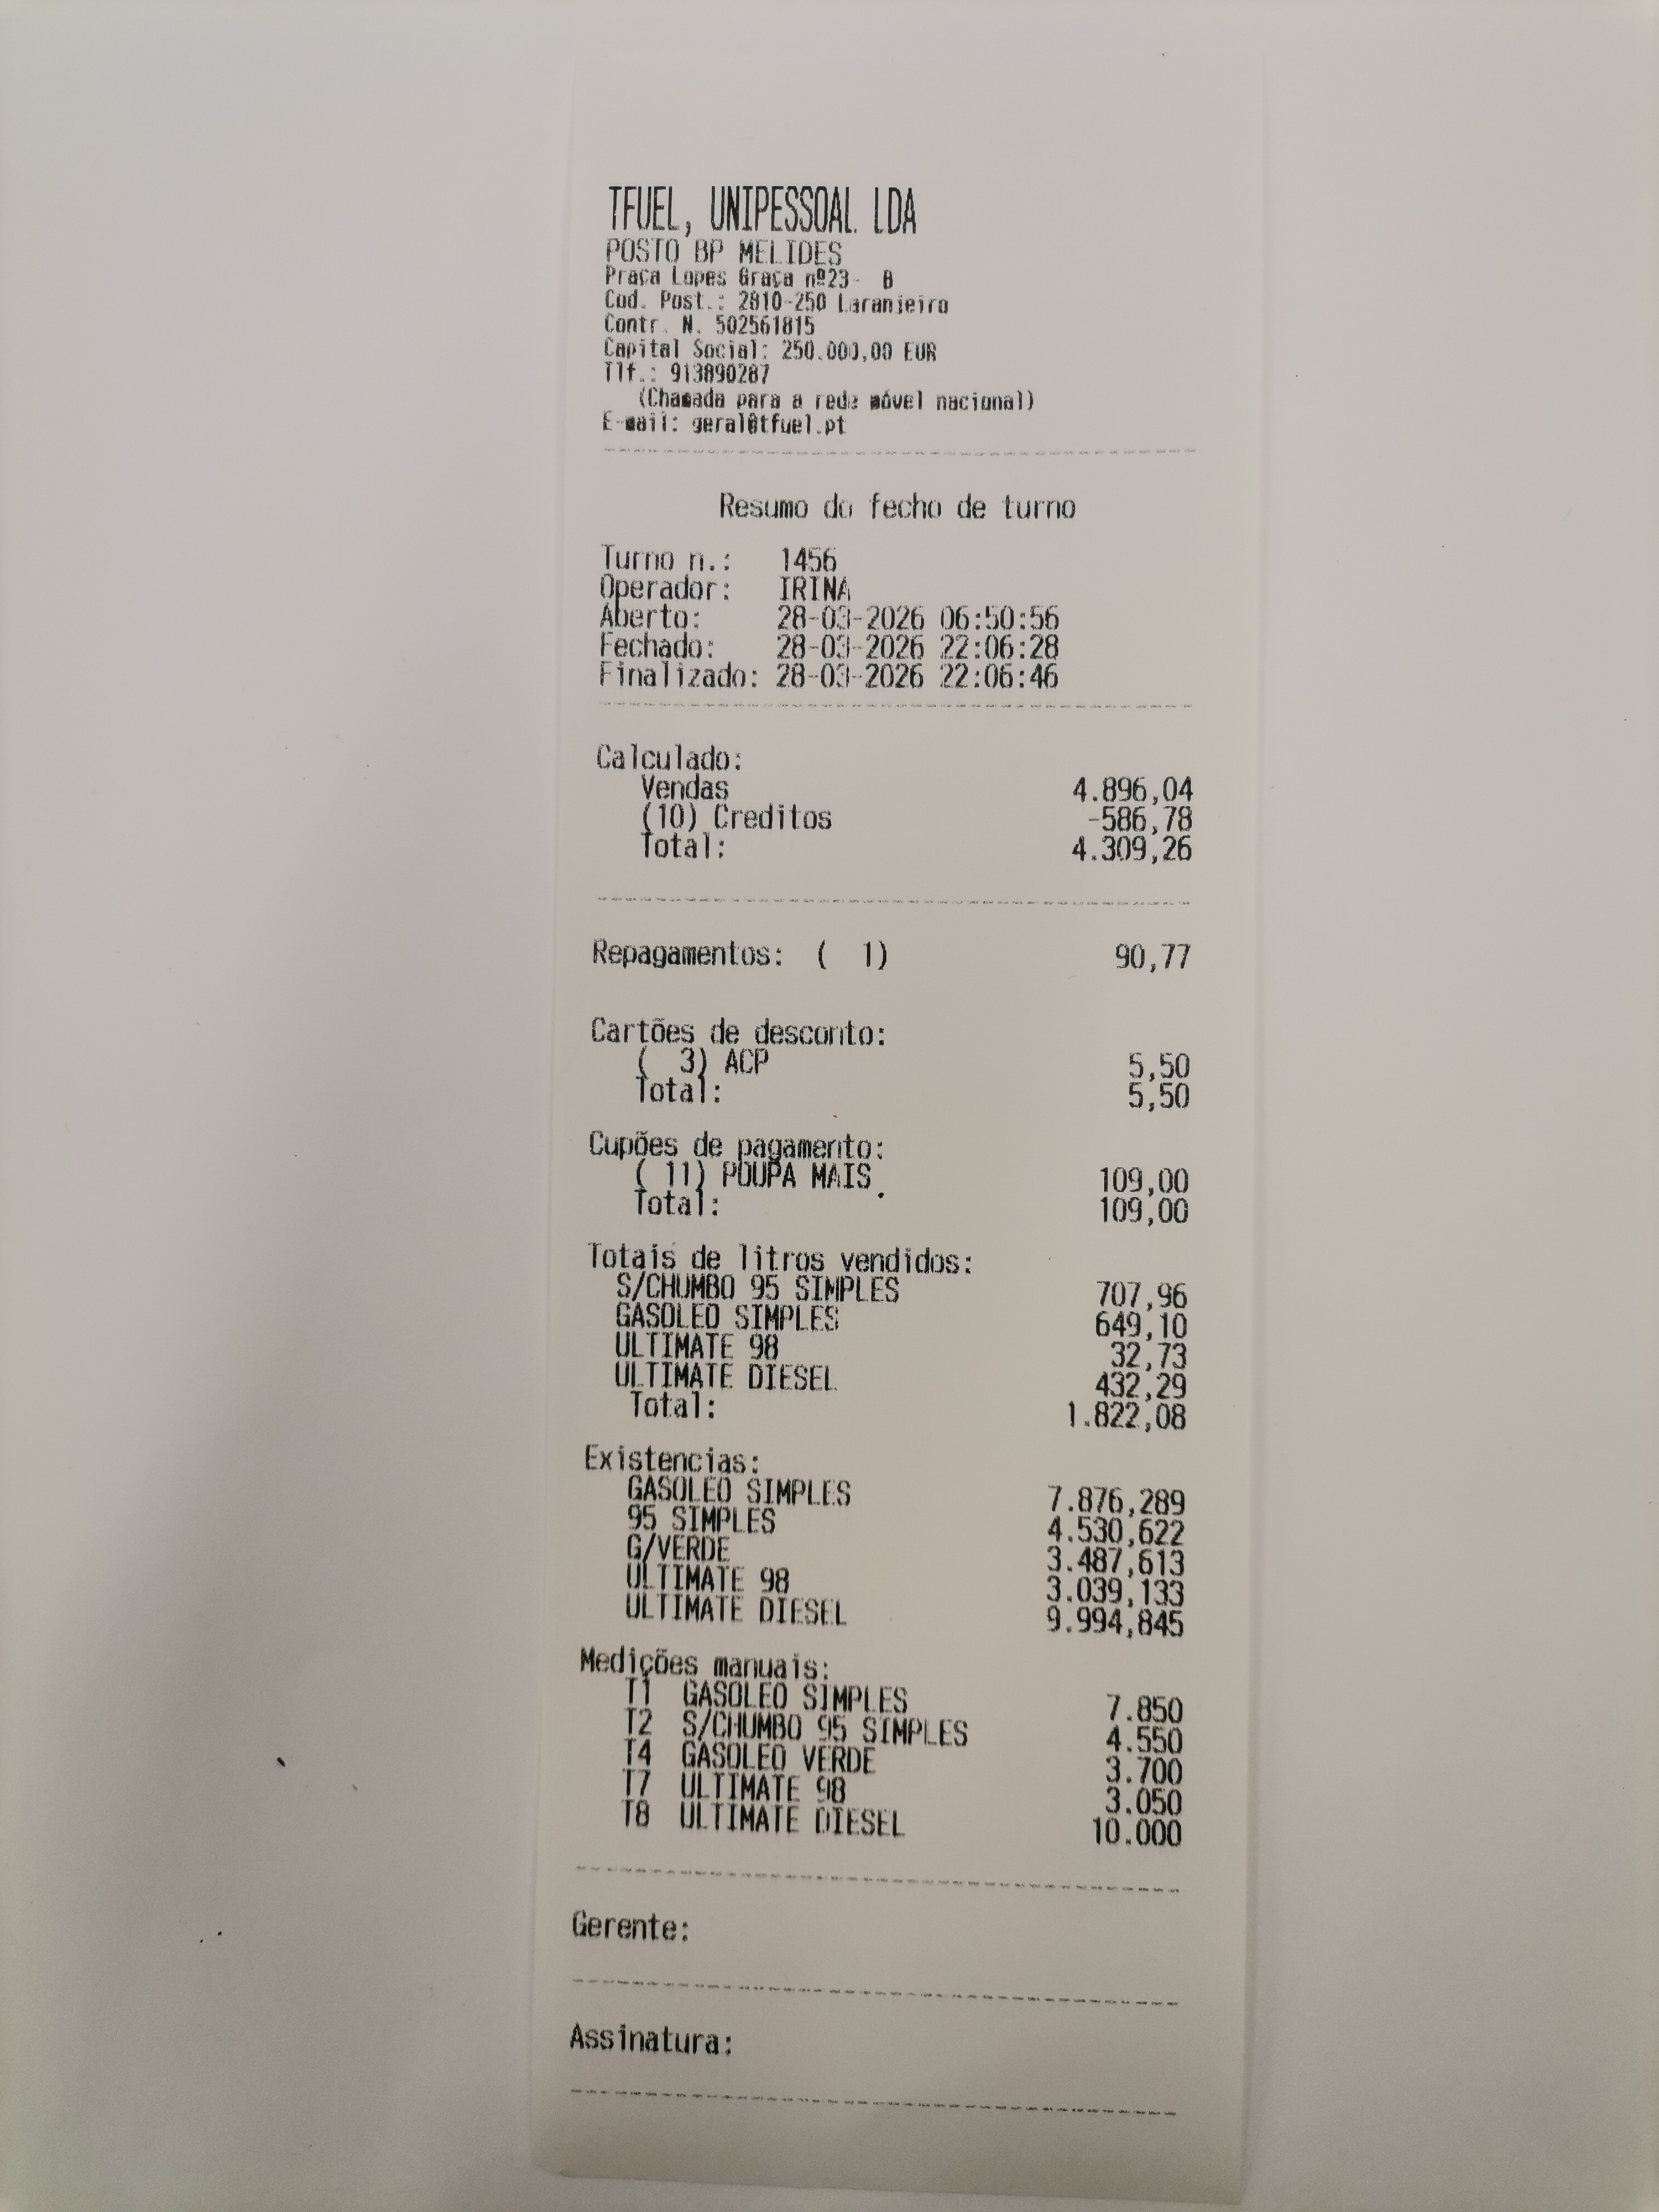 TFUEL, UNIPESSOAL LDA
POSTO BP MELIDES
Praça Lopes Graça nº23- B
Cod. Post.: 2810-250 Laranjeiro
Contr. N. 502561815
Capital Social: 250.000,00 EUR
Tlf.: 913890287
(Chamada para a rede móvel nacional)
E-mail: geral@tfuel.pt
Resumo do fecho de turno
Turno n.: 1456
Operador: IRINA
Aberto: 28-03-2026 06:50:56
Fechado: 28-03-2026 22:06:28
Finalizado: 28-03-2026 22:06:46
Calculado:
Vendas 4.896,04
(10) Creditos -586,78
Total: 4.309,26
Repagamentos: ( 1) 90,77
Cartões de desconto:
( 3) ACP 5,50
Total: 5,50
Cupões de pagamento:
( 11) POUPA MAIS 109,00
Total: 109,00
Totais de litros vendidos:
S/CHUMBO 95 SIMPLES 707,96
GASOLEO SIMPLES 649,10
ULTIMATE 98 32,73
ULTIMATE DIESEL 432,29
Total: 1.822,08
Existencias:
GASOLEO SIMPLES 7.876,289
95 SIMPLES 4.530,622
G/VERDE 3.487,613
ULTIMATE 98 3.039,133
ULTIMATE DIESEL 9.994,845
Medições manuais:
T1 GASOLEO SIMPLES 7.850
T2 S/CHUMBO 95 SIMPLES 4.550
T4 GASOLEO VERDE 3.700
T7 ULTIMATE 98 3.050
T8 ULTIMATE DIESEL 10.000
Gerente:
Assinatura: